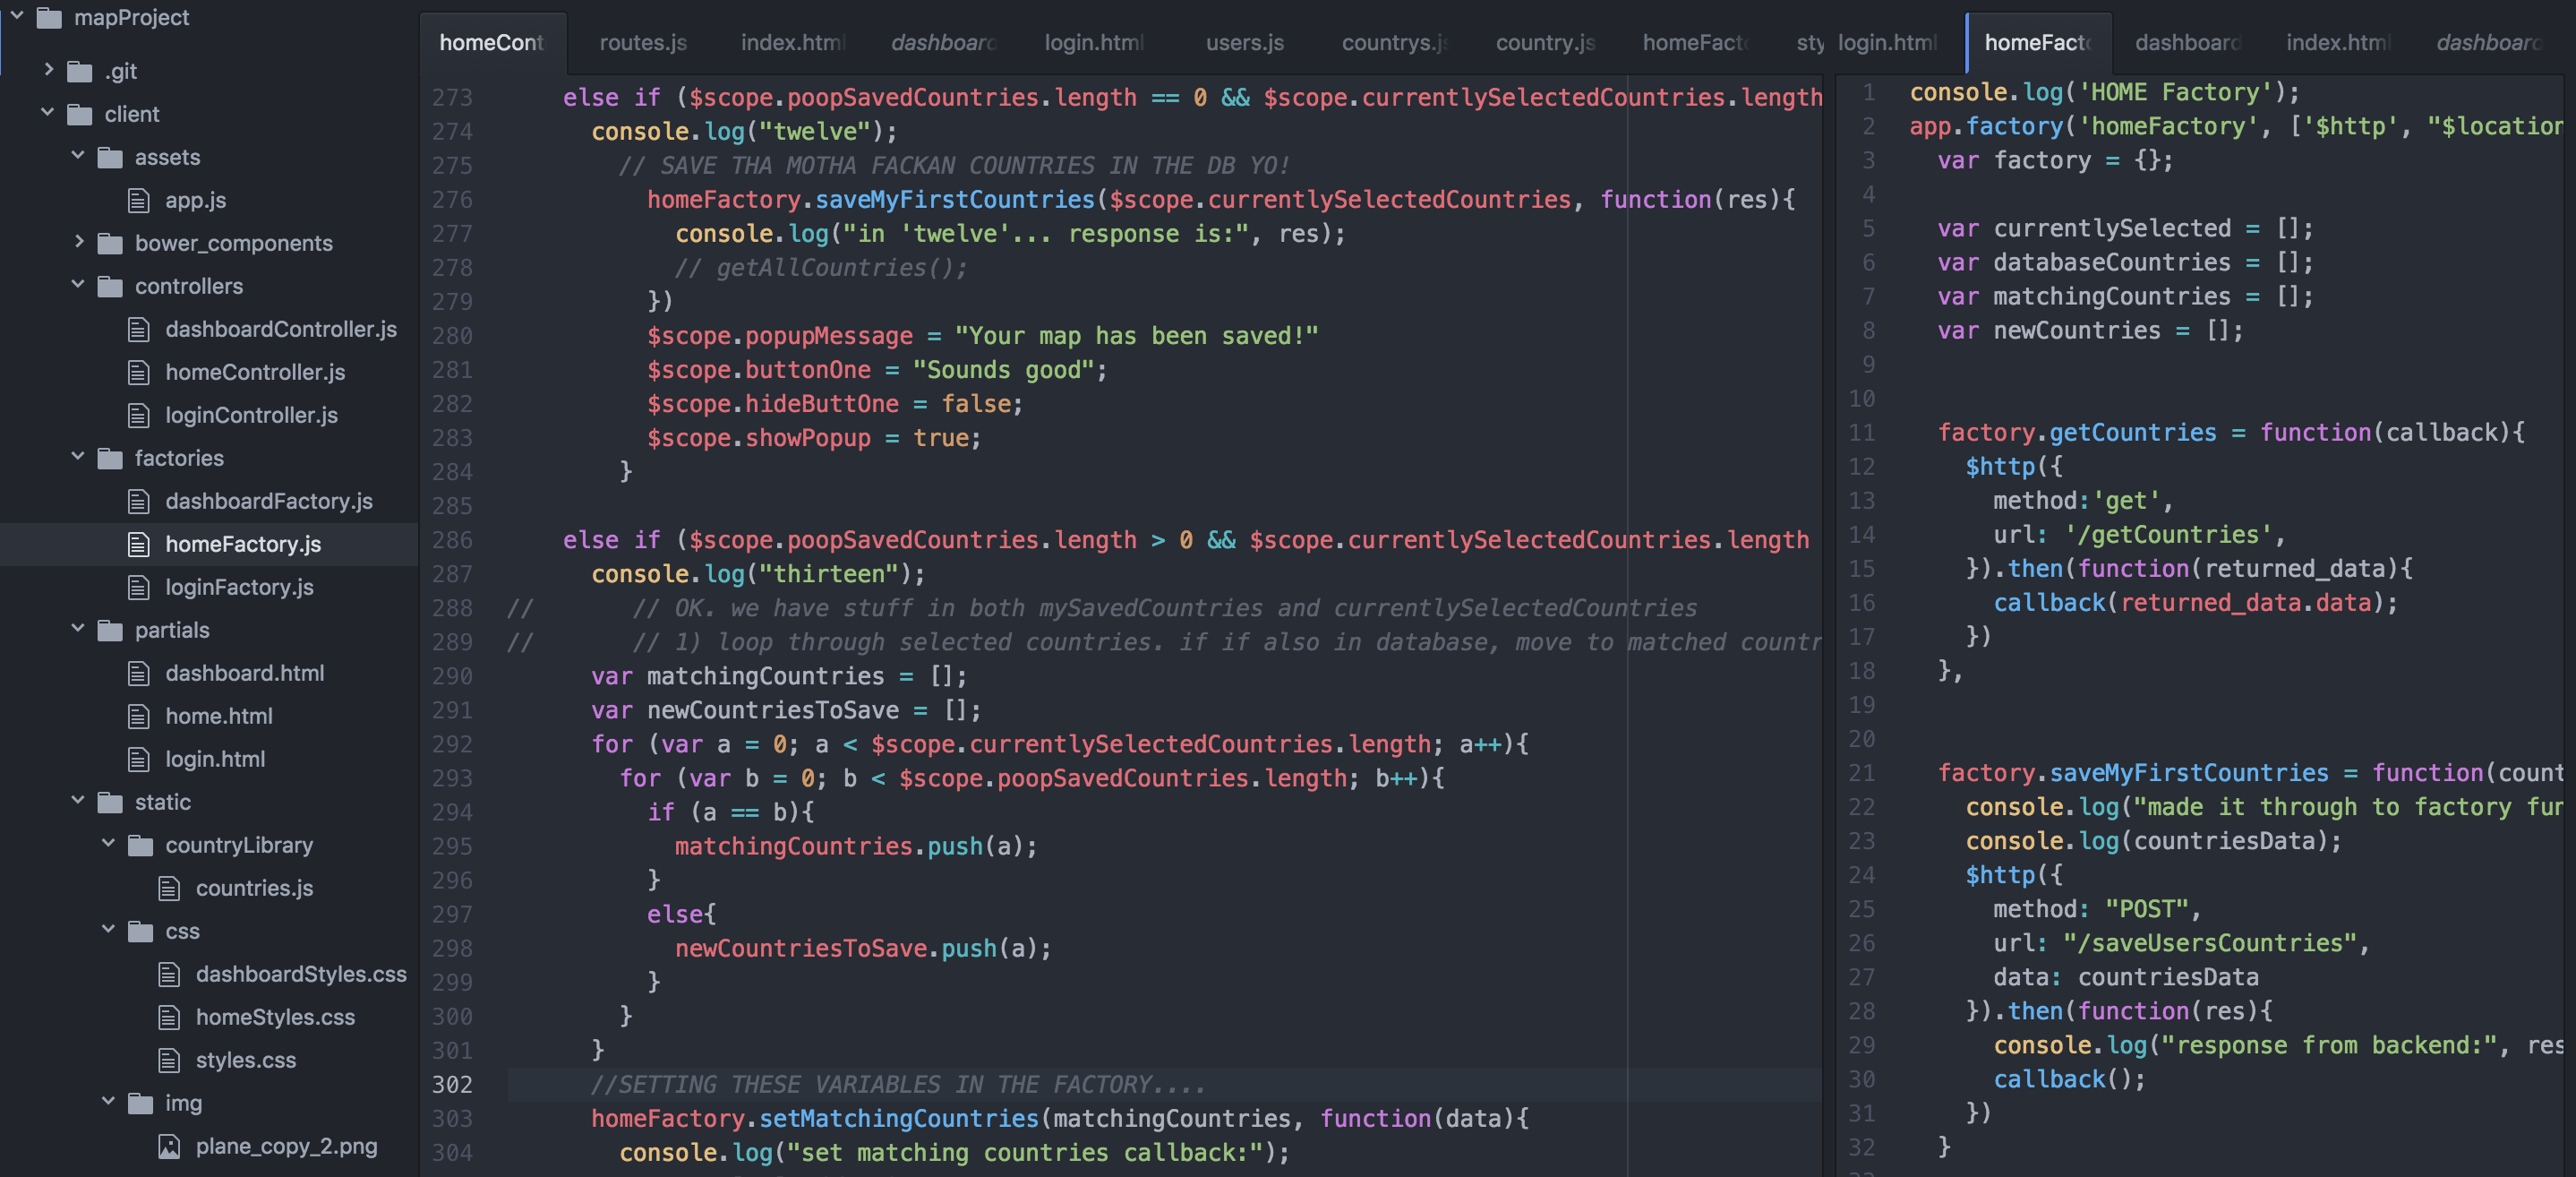 mapProject
.git
client
assets
app.js
bower_components
controllers
dashboardController.js
homeController.js
loginController.js
factories
dashboardFactory.js
homeFactory.js
loginFactory.js
partials
dashboard.html
home.html
login.html
static
countryLibrary
countries.js
css
dashboardStyles.css
homeStyles.css
styles.css
img
plane_copy_2.png
homeCont routes.js index.html dashboard login.html users.js countrys.js country.js homeFact sty
273 else if ($scope.poopSavedCountries.length == 0 && $scope.currentlySelectedCountries.length
274 console.log("twelve");
275 // SAVE THA MOTHA FACKAN COUNTRIES IN THE DB YO!
276 homeFactory.saveMyFirstCountries($scope.currentlySelectedCountries, function(res){
277 console.log("in 'twelve'... response is:", res);
278 // getAllCountries();
279 })
280 $scope.popupMessage = "Your map has been saved!"
281 $scope.buttonOne = "Sounds good";
282 $scope.hideButtOne = false;
283 $scope.showPopup = true;
284 }
285
286 else if ($scope.poopSavedCountries.length > 0 && $scope.currentlySelectedCountries.length
287 console.log("thirteen");
288 // // OK. we have stuff in both mySavedCountries and currentlySelectedCountries
289 // // 1) loop through selected countries. if if also in database, move to matched countr
290 var matchingCountries = [];
291 var newCountriesToSave = [];
292 for (var a = 0; a < $scope.currentlySelectedCountries.length; a++){
293 for (var b = 0; b < $scope.poopSavedCountries.length; b++){
294 if (a == b){
295 matchingCountries.push(a);
296 }
297 else{
298 newCountriesToSave.push(a);
299 }
300 }
301 }
302 //SETTING THESE VARIABLES IN THE FACTORY....
303 homeFactory.setMatchingCountries(matchingCountries, function(data){
304 console.log("set matching countries callback:");
login.html homeFact dashboard index.html dashboard
1 console.log('HOME Factory');
2 app.factory('homeFactory', ['$http', "$location
3 var factory = {};
4
5 var currentlySelected = [];
6 var databaseCountries = [];
7 var matchingCountries = [];
8 var newCountries = [];
9
10
11 factory.getCountries = function(callback){
12 $http({
13 method:'get',
14 url: '/getCountries',
15 }).then(function(returned_data){
16 callback(returned_data.data);
17 })
18 },
19
20
21 factory.saveMyFirstCountries = function(count
22 console.log("made it through to factory fun
23 console.log(countriesData);
24 $http({
25 method: "POST",
26 url: "/saveUsersCountries",
27 data: countriesData
28 }).then(function(res){
29 console.log("response from backend:", res
30 callback();
31 })
32 }